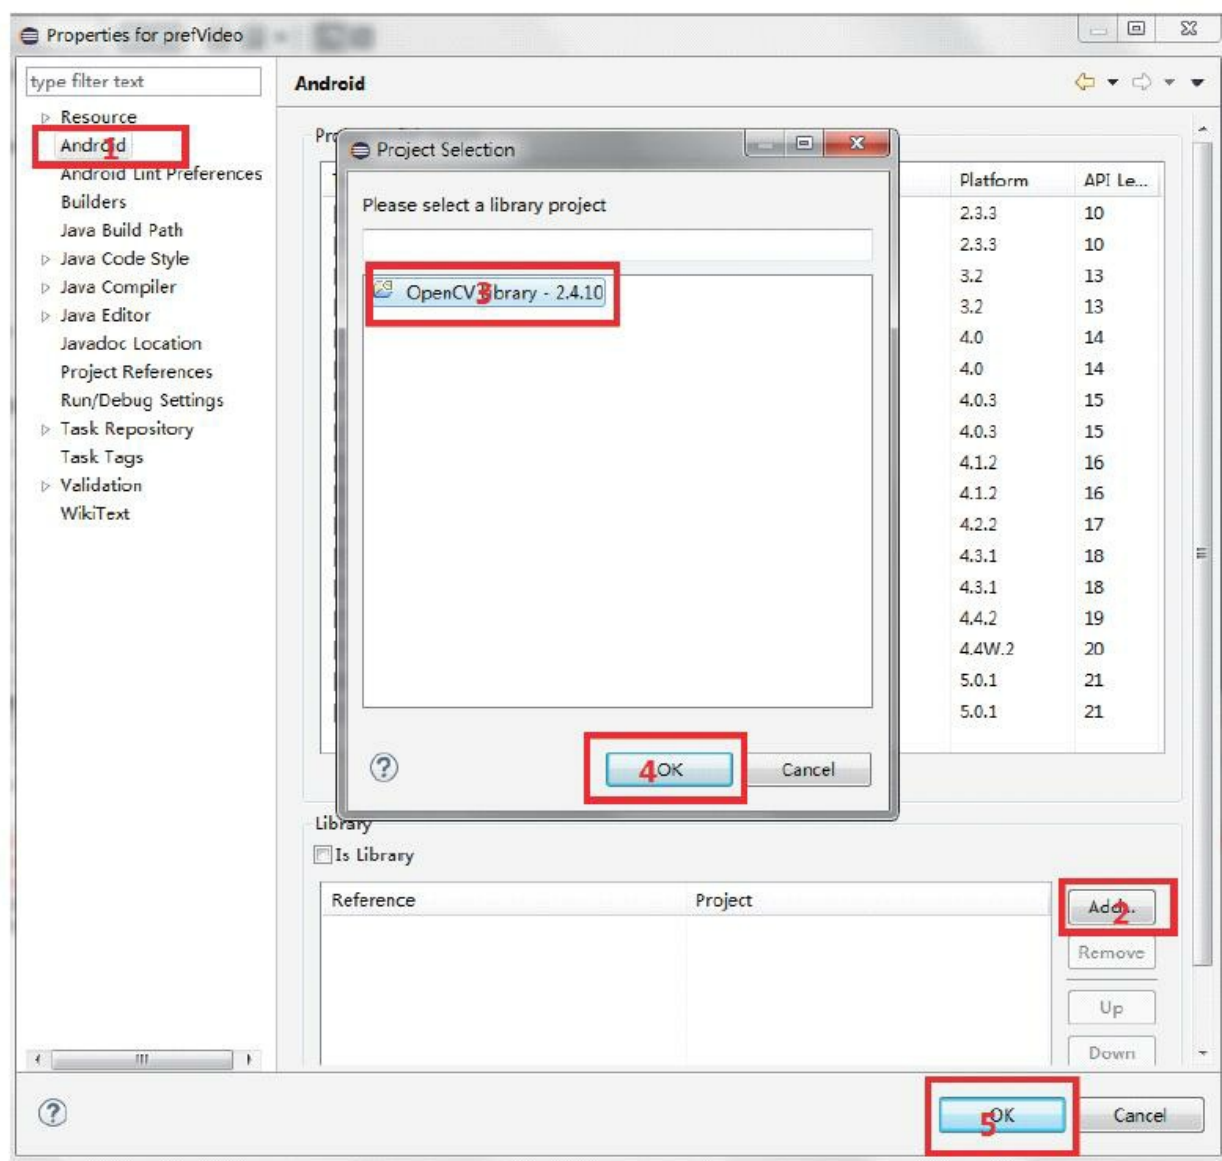 Properties for prefVideo
type filter text
Android
Resource
Android
1
Android Lint Preferences
Builders
Java Build Path
Java Code Style
Java Compiler
Java Editor
Javadoc Location
Project References
Run/Debug Settings
Task Repository
Task Tags
Validation
WikiText
Project Selection
Please select a library project
OpenCV Library - 2.4.10
3
4
OK
Cancel
Platform API Le...
2.3.3 10
2.3.3 10
3.2 13
3.2 13
4.0 14
4.0 14
4.0.3 15
4.0.3 15
4.1.2 16
4.1.2 16
4.2.2 17
4.3.1 18
4.3.1 18
4.4.2 19
4.4W.2 20
5.0.1 21
5.0.1 21
Library
Is Library
Reference Project
Add...
2
Remove
Up
Down
OK
5
Cancel